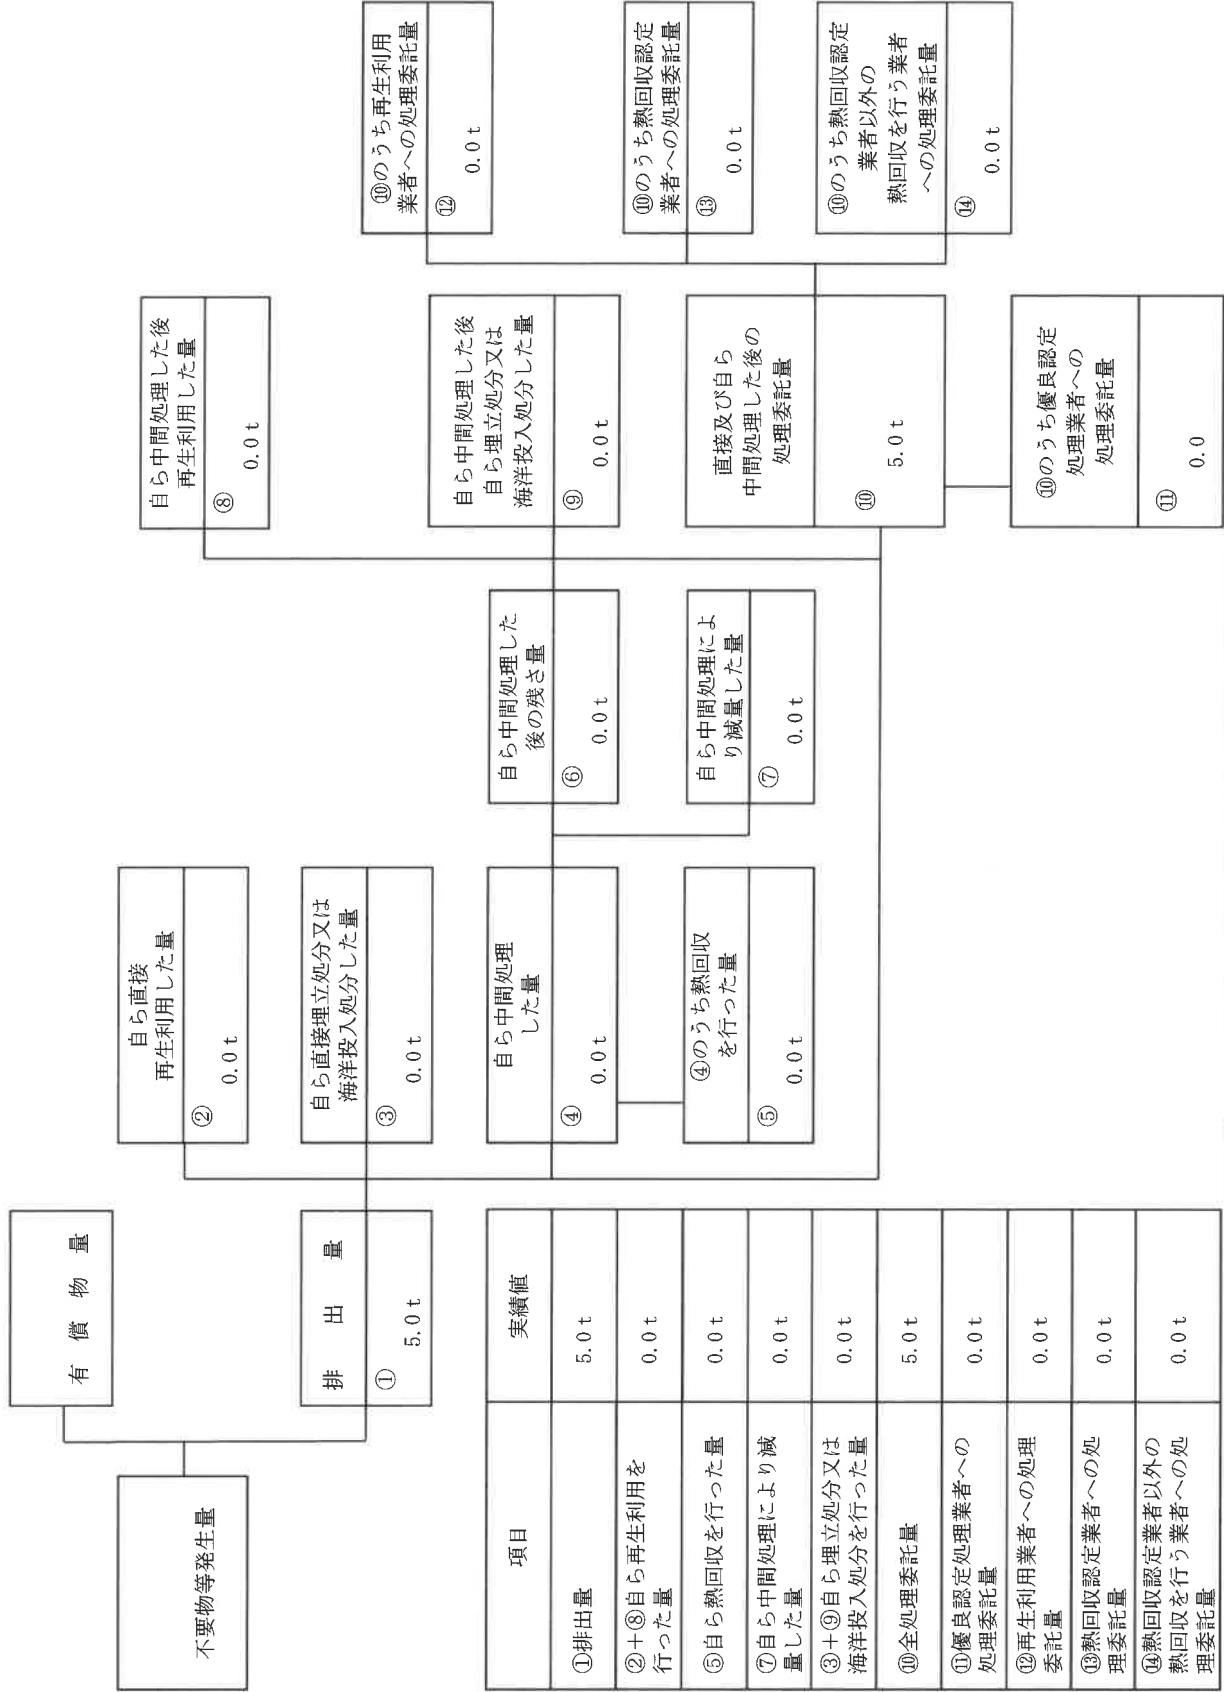 有償物量
不要物等発生量
排出量
① 5.0t
自ら直接
再生利用した量
② 0.0t
自ら直接埋立処分又は
海洋投入処分した量
③ 0.0t
自ら中間処理
した量
④ 0.0t
④のうち熱回収
を行った量
⑤ 0.0t
自ら中間処理した
後の残さ量
⑥ 0.0t
自ら中間処理によ
り減量した量
⑦ 0.0t
自ら中間処理した後
再生利用した量
⑧ 0.0t
自ら中間処理した後
自ら埋立処分又は
海洋投入処分した量
⑨ 0.0t
直接及び自ら
中間処理した後の
処理委託量
⑩ 5.0t
⑩のうち優良認定
処理業者への
処理委託量
⑪ 0.0
⑩のうち再生利用
業者への処理委託量
⑫ 0.0t
⑩のうち熱回収認定
業者への処理委託量
⑬ 0.0t
⑩のうち熱回収認定
業者以外の
熱回収を行う業者
への処理委託量
⑭ 0.0t
項目 実績値
①排出量 5.0t
②+⑧自ら再生利用を
行った量 0.0t
⑤自ら熱回収を行った量 0.0t
⑦自ら中間処理により減
量した量 0.0t
③+⑨自ら埋立処分又は
海洋投入処分を行った量 0.0t
⑩全処理委託量 5.0t
⑪優良認定処理業者への
処理委託量 0.0t
⑫再生利用業者への処理
委託量 0.0t
⑬熱回収認定業者への処
理委託量 0.0t
⑭熱回収認定業者以外の
熱回収を行う業者への処
理委託量 0.0t